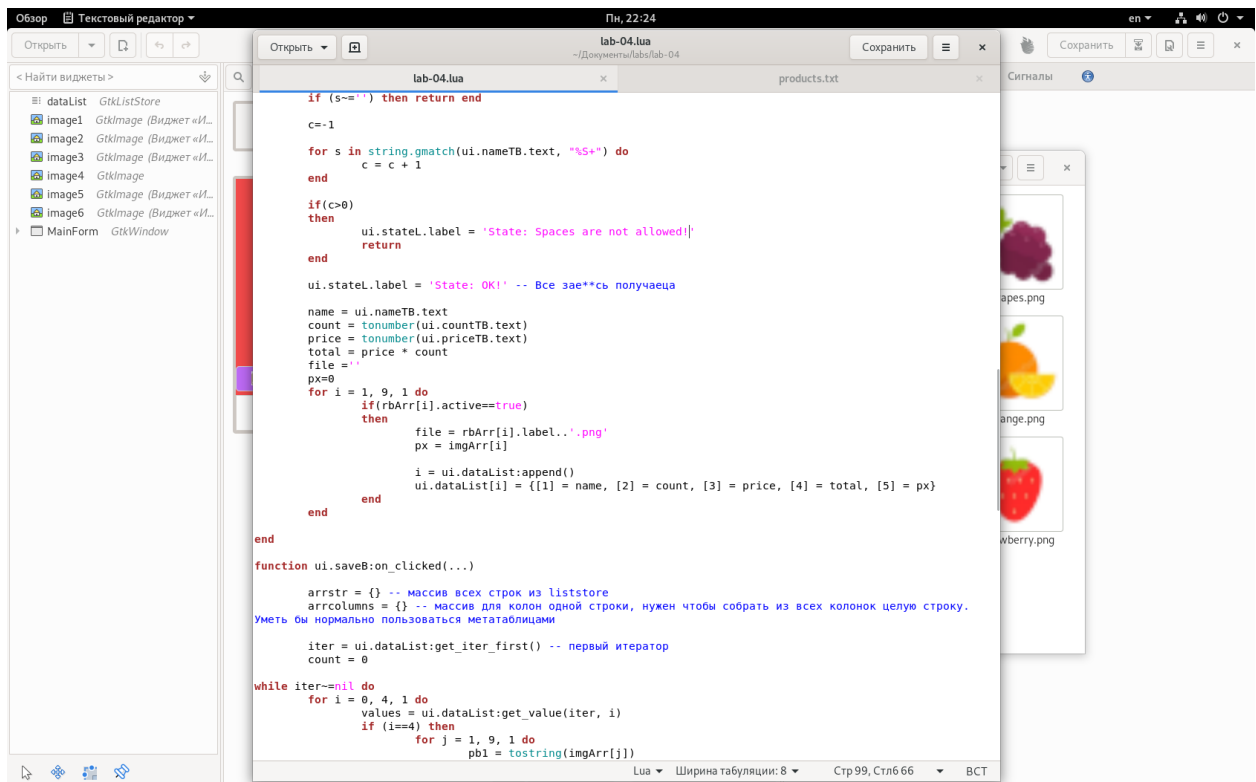 Обзор Текстовый редактор Пн, 22:24 en
Открыть
lab-04.lua
~/Документы/labs/lab-04
Открыть Сохранить
Сохранить
< Найти виджеты >
lab-04.lua × products.txt ×
Сигналы
dataList GtkListStore
image1 GtkImage (Виджет «И…
image2 GtkImage (Виджет «И…
image3 GtkImage (Виджет «И…
image4 GtkImage
image5 GtkImage (Виджет «И…
image6 GtkImage (Виджет «И…
MainForm GtkWindow
if (s~='') then return end
c=-1
for s in string.gmatch(ui.nameTB.text, "%S+") do
c = c + 1
end
if(c>0)
then
ui.stateL.label = 'State: Spaces are not allowed!'
return
end
ui.stateL.label = 'State: OK!' -- Все зае**сь получаеца
name = ui.nameTB.text
count = tonumber(ui.countTB.text)
price = tonumber(ui.priceTB.text)
total = price * count
file =''
px=0
for i = 1, 9, 1 do
if(rbArr[i].active==true)
then
file = rbArr[i].label..'.png'
px = imgArr[i]
i = ui.dataList:append()
ui.dataList[i] = {[1] = name, [2] = count, [3] = price, [4] = total, [5] = px}
end
end
end
function ui.saveB:on_clicked(...)
arrstr = {} -- массив всех строк из liststore
arrcolumns = {} -- массив для колон одной строки, нужен чтобы собрать из всех колонок целую строку.
Уметь бы нормально пользоваться метатаблицами
iter = ui.dataList:get_iter_first() -- первый итератор
count = 0
while iter~=nil do
for i = 0, 4, 1 do
values = ui.dataList:get_value(iter, i)
if (i==4) then
for j = 1, 9, 1 do
pb1 = tostring(imgArr[j])
Lua Ширина табуляции: 8 Стр 99, Стлб 66 ВСТ
apes.png
ange.png
wberry.png